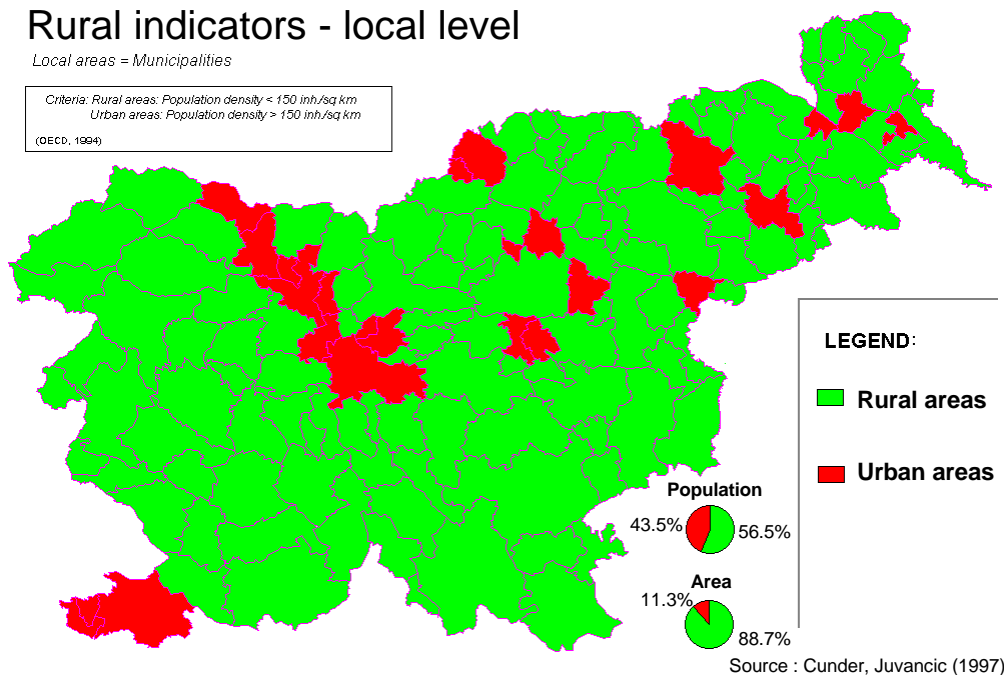 Rural indicators - local level
Local areas = Municipalities
Criteria: Rural areas: Population density < 150 inh./sq km
Urban areas: Population density > 150 inh./sq km
(OECD, 1994)
LEGEND:
Rural areas
Urban areas
Population
43.5% 56.5%
Area
11.3%
88.7%
Source : Cunder, Juvancic (1997)